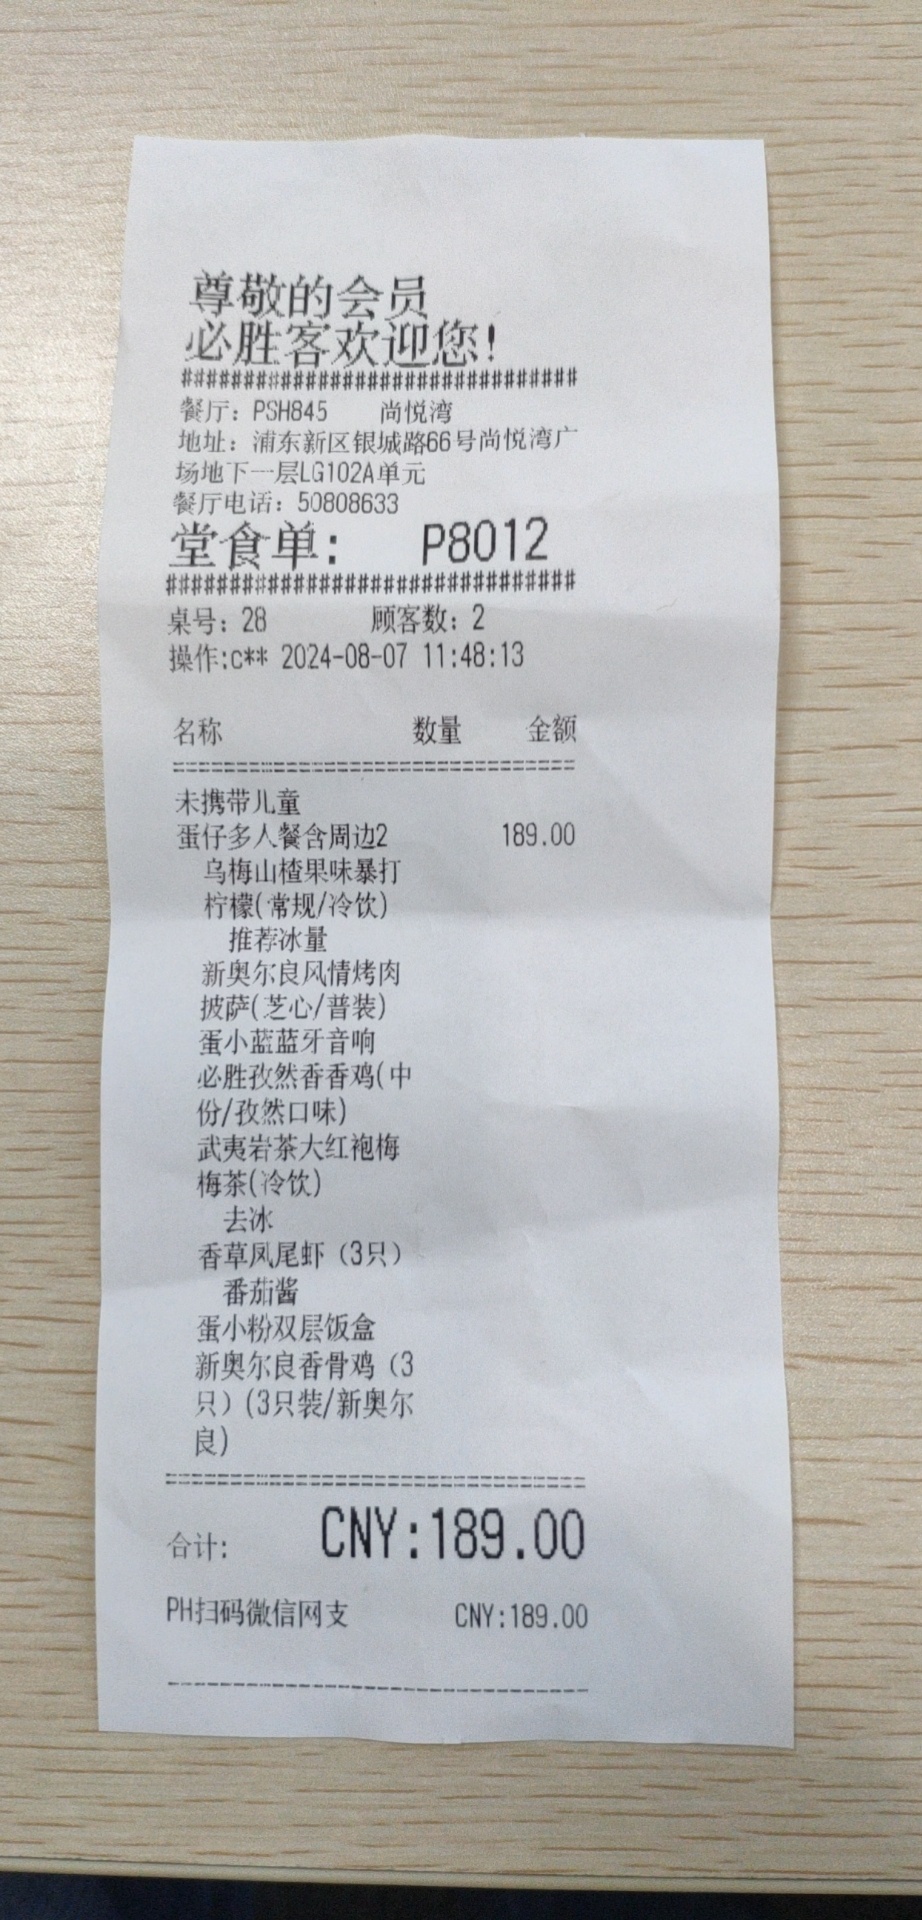 尊敬的会员
必胜客欢迎您!
#################################
餐厅: PSH845 尚悦湾
地址: 浦东新区银城路66号尚悦湾广
场地下一层LG102A单元
餐厅电话: 50808633
堂食单: P8012
#################################
桌号: 28 顾客数: 2
操作:c** 2024-08-07 11:48:13
名称 数量 金额
=================================
未携带儿童
蛋仔多人餐含周边2 189.00
乌梅山楂果味暴打
柠檬(常规/冷饮)
推荐冰量
新奥尔良风情烤肉
披萨(芝心/普装)
蛋小蓝蓝牙音响
必胜孜然香香鸡(中
份/孜然口味)
武夷岩茶大红袍梅
梅茶(冷饮)
去冰
香草凤尾虾（3只）
番茄酱
蛋小粉双层饭盒
新奥尔良香骨鸡（3
只）(3只装/新奥尔
良)
=================================
合计: CNY:189.00
PH扫码微信网支 CNY:189.00
---------------------------------